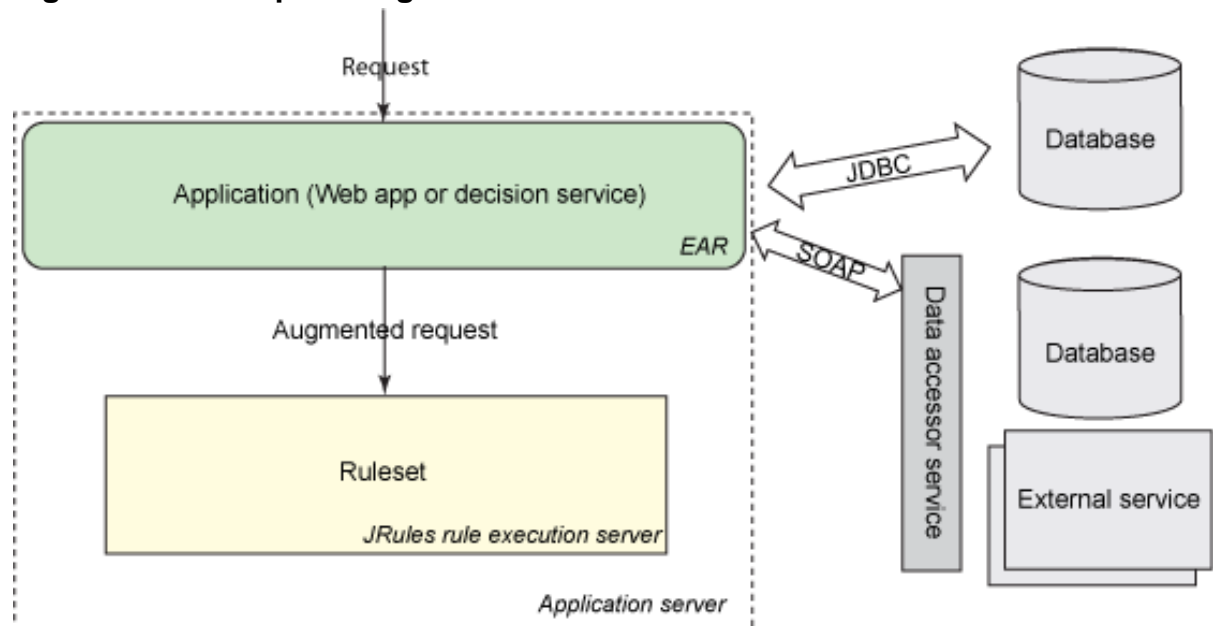 Request
Application (Web app or decision service)
EAR
Augmented request
Ruleset
JRules rule execution server
Application server
JDBC
SOAP
Data accessor service
Database
Database
External service